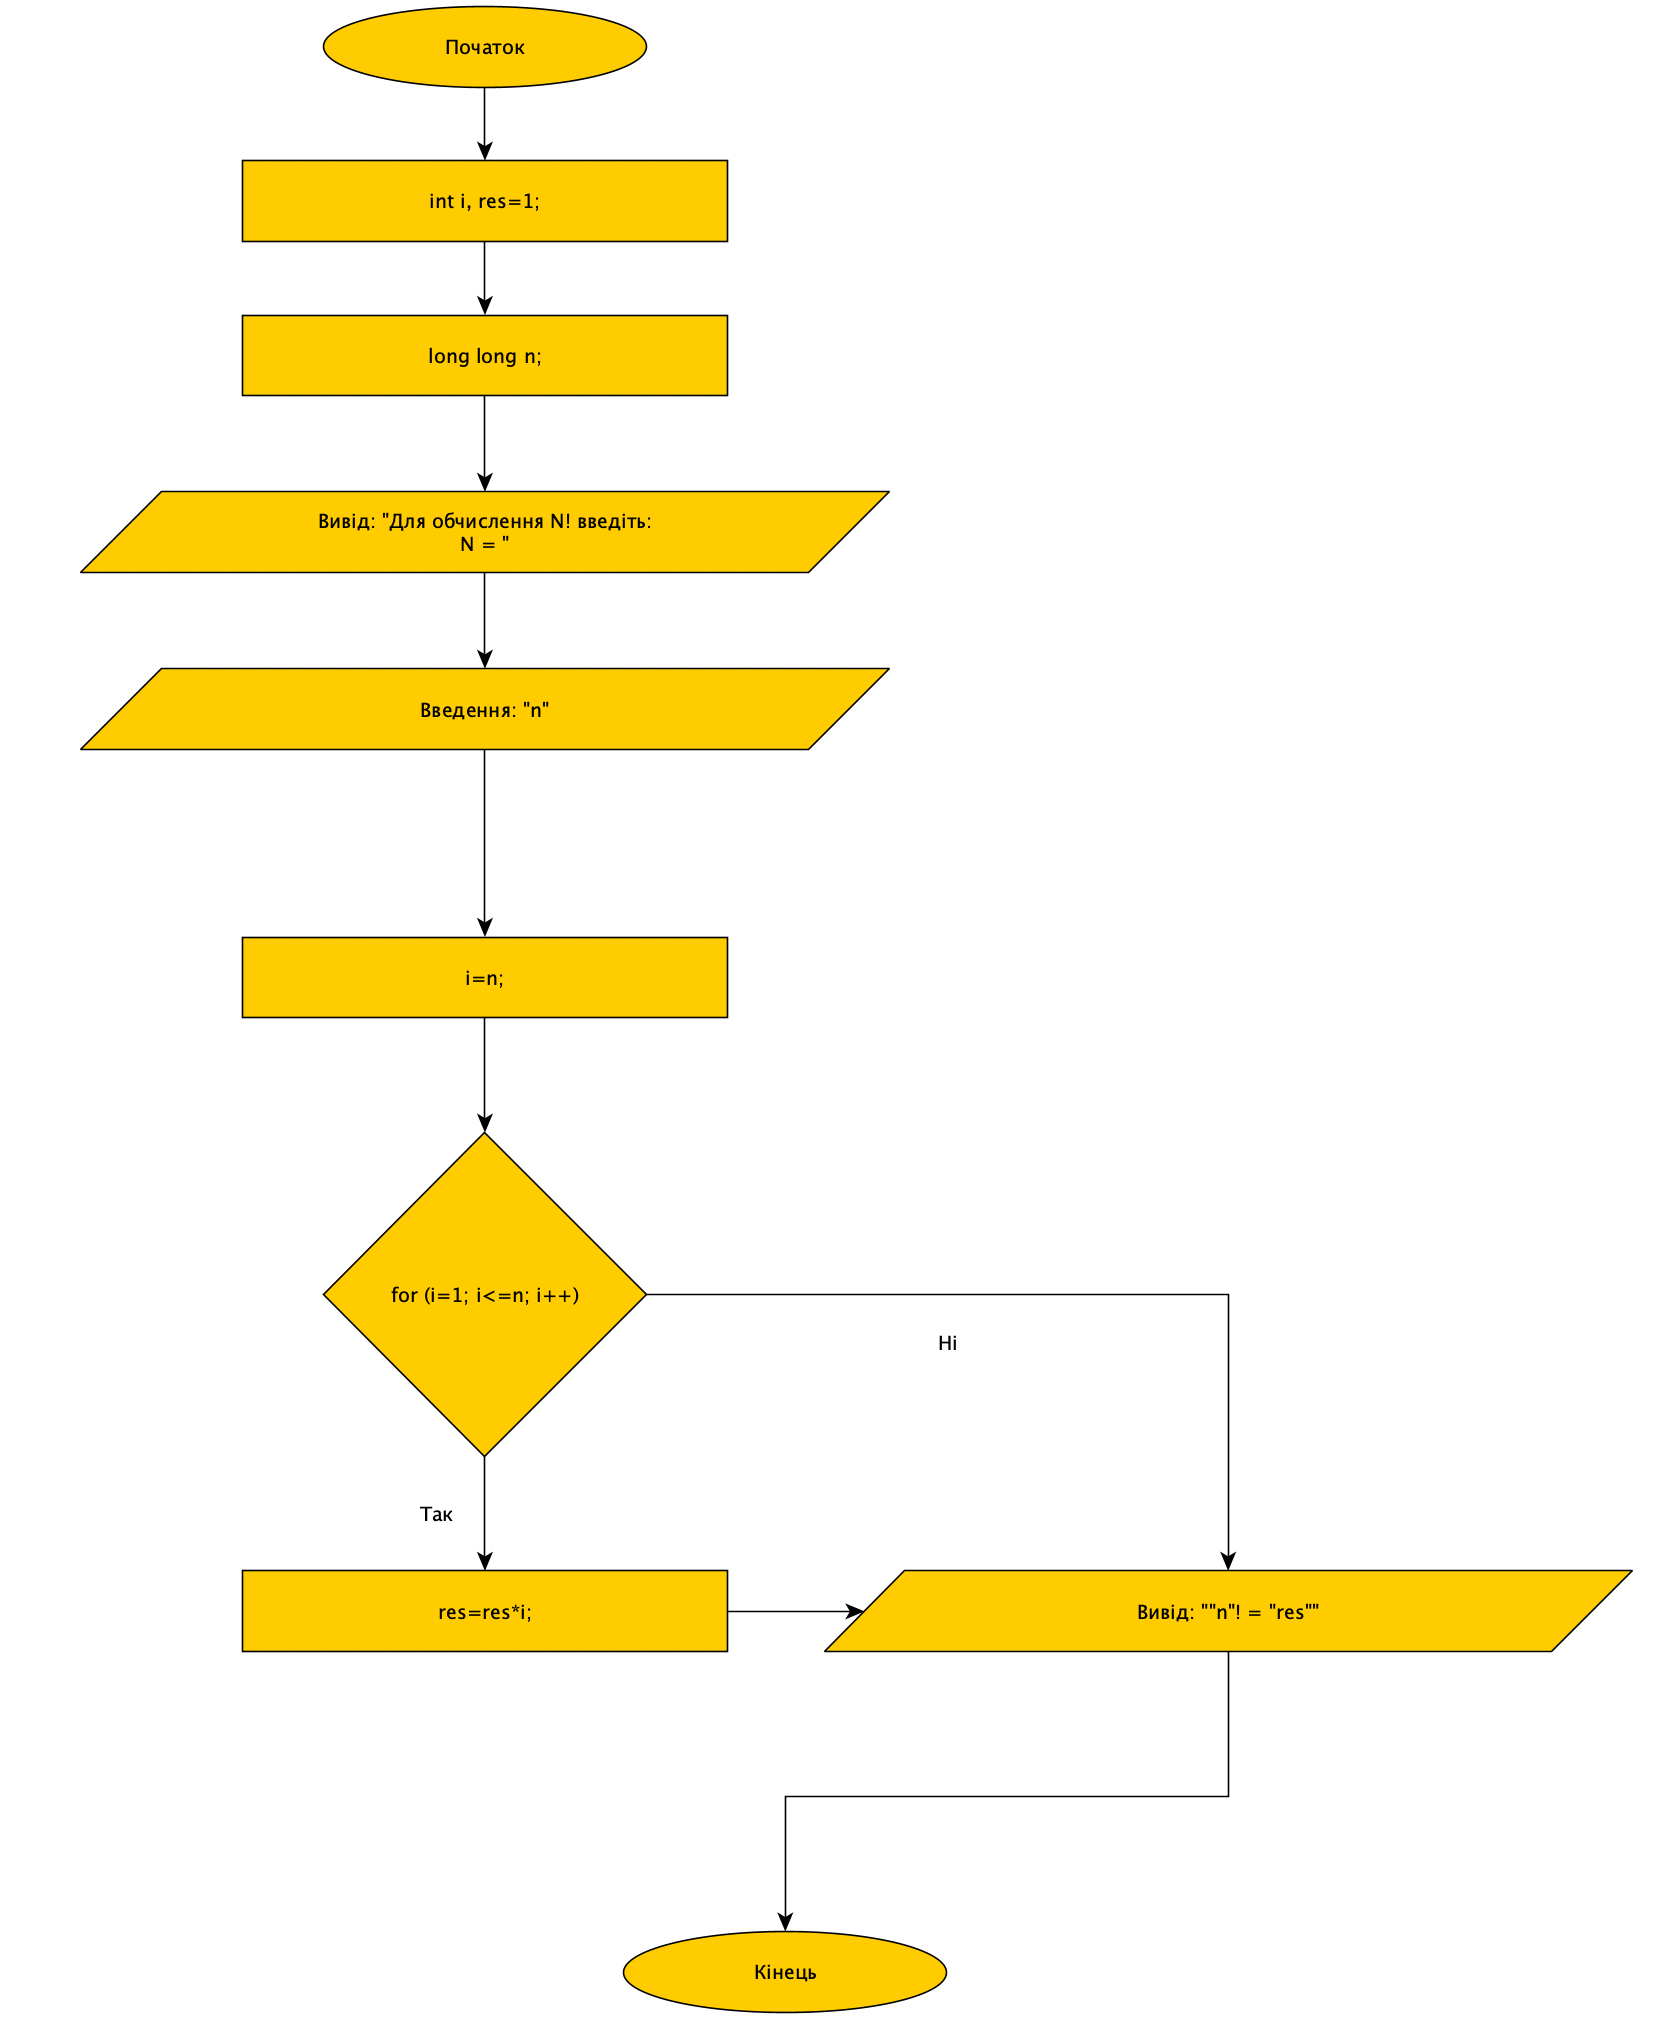 Початок
int i, res=1;
long long n;
Вивід: "Для обчислення N! введіть:
N = "
Введення: "n"
i=n;
for (i=1; i<=n; i++)
Ні
Так
res=res*i;
Вивід: ""n"! = "res""
Кінець